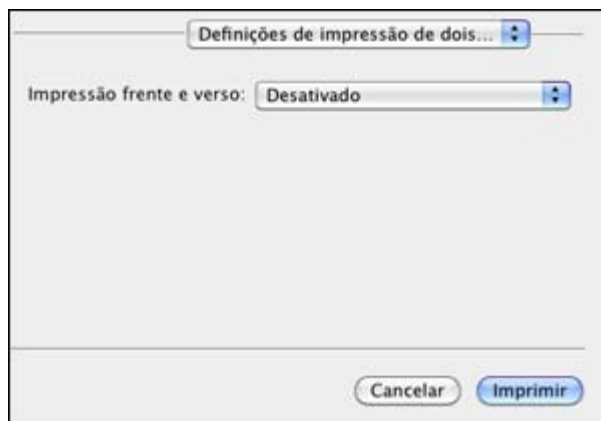 Definições de impressão de dois...
Impressão frente e verso: Desativado
Cancelar Imprimir